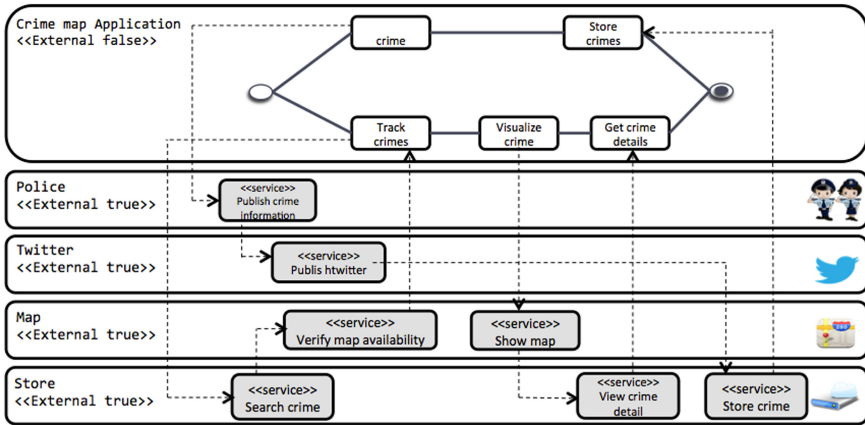 Crime map Application
<<External false>>
crime
Store
crimes
Track
crimes
Visualize
crime
Get crime
details
Police
<<External true>>
<<service>>
Publish crime
information
Twitter
<<External true>>
<<service>>
Publis htwitter
Map
<<External true>>
<<service>>
Verify map availability
<<service>>
Show map
Store
<<External true>>
<<service>>
Search crime
<<service>>
View crime
detail
<<service>>
Store crime